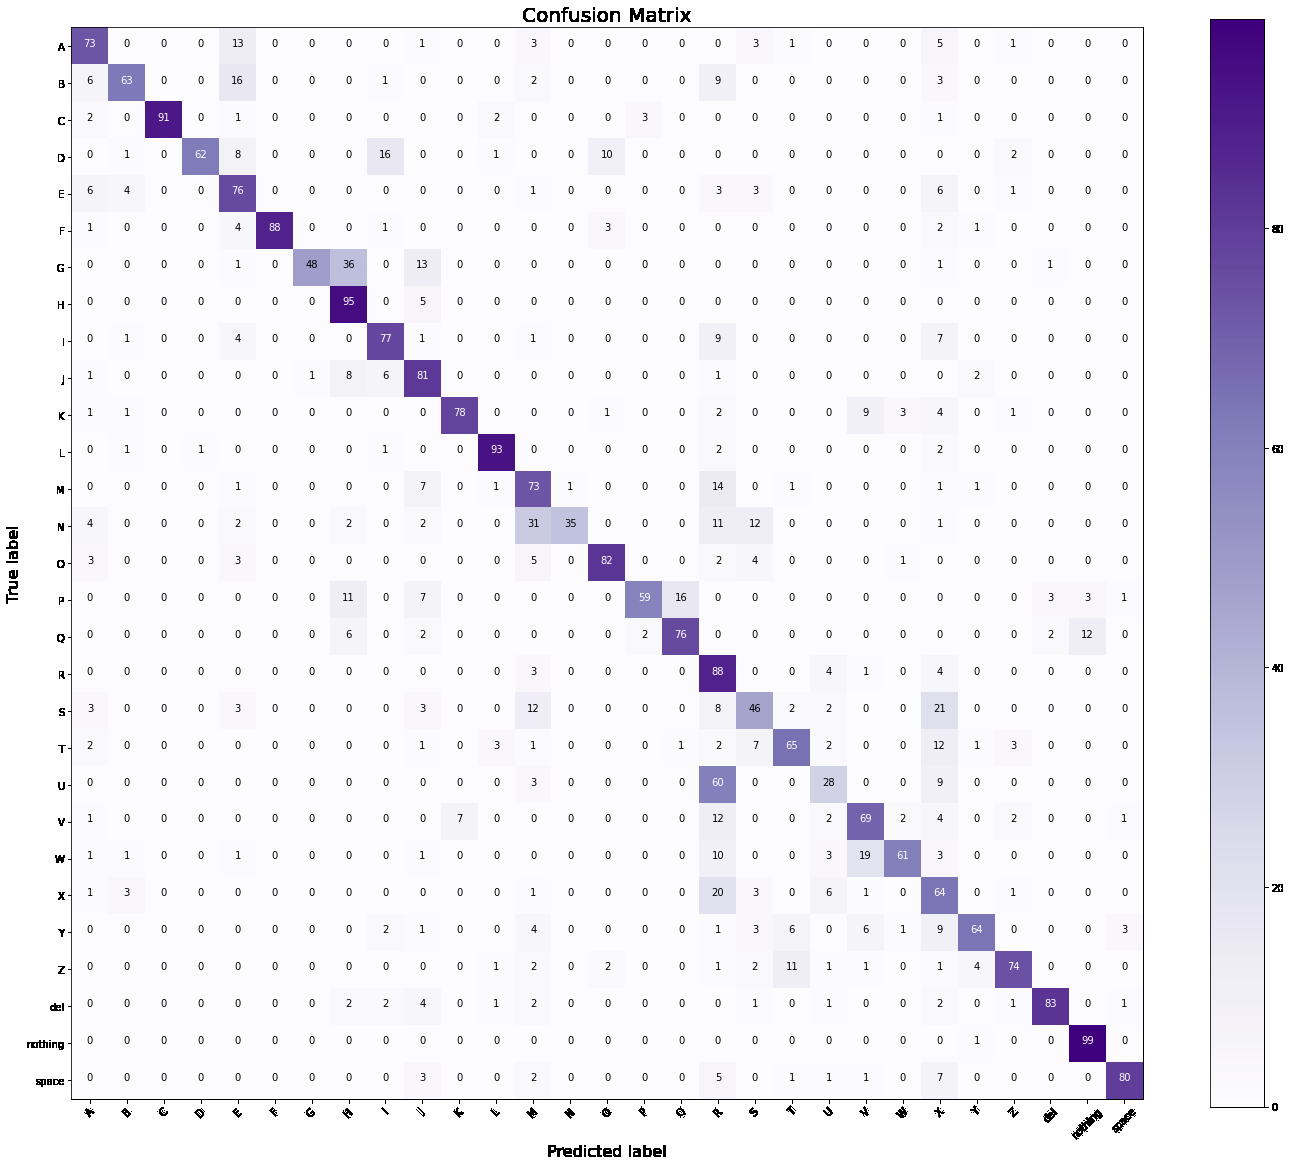 Confusion Matrix
A 73 0 0 0 13 0 0 0 0 1 0 0 3 0 0 0 0 0 3 1 0 0 0 5 0 1 0 0 0
B 6 63 0 0 16 0 0 0 1 0 0 0 2 0 0 0 0 9 0 0 0 0 0 3 0 0 0 0 0
C 2 0 91 0 1 0 0 0 0 0 0 2 0 0 0 3 0 0 0 0 0 0 0 1 0 0 0 0 0
D 0 1 0 62 8 0 0 0 16 0 0 1 0 0 10 0 0 0 0 0 0 0 0 0 0 2 0 0 0
E 6 4 0 0 76 0 0 0 0 0 0 0 1 0 0 0 0 3 3 0 0 0 0 6 0 1 0 0 0
F 1 0 0 0 4 88 0 0 1 0 0 0 0 0 3 0 0 0 0 0 0 0 0 2 1 0 0 0 0
G 0 0 0 0 1 0 48 36 0 13 0 0 0 0 0 0 0 0 0 0 0 0 0 1 0 0 1 0 0
H 0 0 0 0 0 0 0 95 0 5 0 0 0 0 0 0 0 0 0 0 0 0 0 0 0 0 0 0 0
I 0 1 0 0 4 0 0 0 77 1 0 0 1 0 0 0 0 9 0 0 0 0 0 7 0 0 0 0 0
J 1 0 0 0 0 0 1 8 6 81 0 0 0 0 0 0 0 1 0 0 0 0 0 0 2 0 0 0 0
K 1 1 0 0 0 0 0 0 0 0 78 0 0 0 1 0 0 2 0 0 0 9 3 4 0 1 0 0 0
L 0 1 0 1 0 0 0 0 1 0 0 93 0 0 0 0 0 2 0 0 0 0 0 2 0 0 0 0 0
M 0 0 0 0 1 0 0 0 0 7 0 1 73 1 0 0 0 14 0 1 0 0 0 1 1 0 0 0 0
N 4 0 0 0 2 0 0 2 0 2 0 0 31 35 0 0 0 11 12 0 0 0 0 1 0 0 0 0 0
O 3 0 0 0 3 0 0 0 0 0 0 0 5 0 82 0 0 2 4 0 0 0 1 0 0 0 0 0 0
P 0 0 0 0 0 0 0 11 0 7 0 0 0 0 0 59 16 0 0 0 0 0 0 0 0 0 3 3 1
Q 0 0 0 0 0 0 0 6 0 2 0 0 0 0 0 2 76 0 0 0 0 0 0 0 0 0 2 12 0
R 0 0 0 0 0 0 0 0 0 0 0 0 3 0 0 0 0 88 0 0 4 1 0 4 0 0 0 0 0
S 3 0 0 0 3 0 0 0 0 3 0 0 12 0 0 0 0 8 46 2 2 0 0 21 0 0 0 0 0
T 2 0 0 0 0 0 0 0 0 1 0 3 1 0 0 0 1 2 7 65 2 0 0 12 1 3 0 0 0
U 0 0 0 0 0 0 0 0 0 0 0 0 3 0 0 0 0 60 0 0 28 0 0 9 0 0 0 0 0
V 1 0 0 0 0 0 0 0 0 0 7 0 0 0 0 0 0 12 0 0 2 69 2 4 0 2 0 0 1
W 1 1 0 0 1 0 0 0 0 1 0 0 0 0 0 0 0 10 0 0 3 19 61 3 0 0 0 0 0
X 1 3 0 0 0 0 0 0 0 0 0 0 1 0 0 0 0 20 3 0 6 1 0 64 0 1 0 0 0
Y 0 0 0 0 0 0 0 0 2 1 0 0 4 0 0 0 0 1 3 6 0 6 1 9 64 0 0 0 3
Z 0 0 0 0 0 0 0 0 0 0 0 1 2 0 2 0 0 1 2 11 1 1 0 1 4 74 0 0 0
del 0 0 0 0 0 0 0 2 2 4 0 1 2 0 0 0 0 0 1 0 1 0 0 2 0 1 83 0 1
nothing 0 0 0 0 0 0 0 0 0 0 0 0 0 0 0 0 0 0 0 0 0 0 0 0 1 0 0 99 0
space 0 0 0 0 0 0 0 0 0 3 0 0 2 0 0 0 0 5 0 1 1 1 0 7 0 0 0 0 80
A B C D E F G H I J K L M N O P Q R S T U V W X Y Z del nothing space
True label
Predicted label
80
60
40
20
0